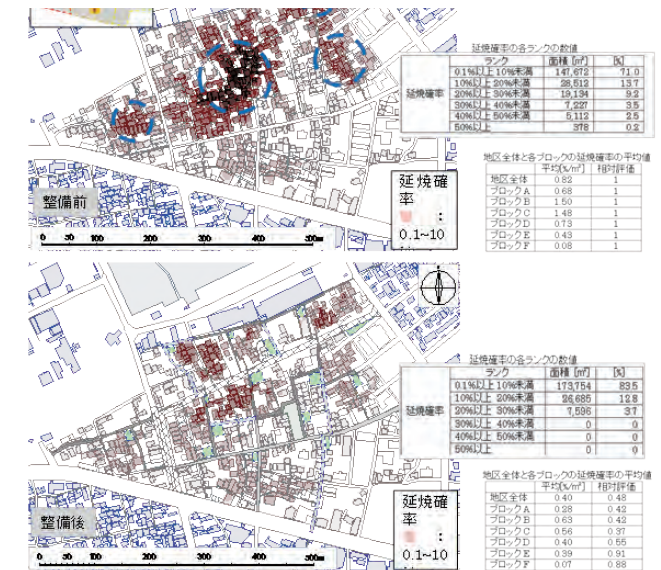 延焼確率の各ランクの数値
ランク 面積 [㎡] [%]
延焼確率
0.1%以上 10%未満 147,672 71.0
10%以上 20%未満 28,512 13.7
20%以上 30%未満 19,134 9.2
30%以上 40%未満 7,227 3.5
40%以上 50%未満 5,112 2.5
50%以上 378 0.2
地区全体と各ブロックの延焼確率の平均値
平均[%/㎡] 相対評価
地区全体 0.82 1
ブロックA 0.68 1
ブロックB 1.50 1
ブロックC 1.48 1
ブロックD 0.73 1
ブロックE 0.43 1
ブロックF 0.08 1
整備前
延焼確
率
:
0.1~10
0 50 100 200 300 400 500m
延焼確率の各ランクの数値
ランク 面積 [㎡] [%]
延焼確率
0.1%以上 10%未満 173,754 83.5
10%以上 20%未満 26,685 12.8
20%以上 30%未満 7,596 3.7
30%以上 40%未満 0 0
40%以上 50%未満 0 0
50%以上 0 0
地区全体と各ブロックの延焼確率の平均値
平均[%/㎡] 相対評価
地区全体 0.40 0.48
ブロックA 0.28 0.42
ブロックB 0.63 0.42
ブロックC 0.56 0.37
ブロックD 0.40 0.55
ブロックE 0.39 0.91
ブロックF 0.07 0.88
整備後
延焼確
率
:
0.1~10
0 50 100 200 300 400 500m